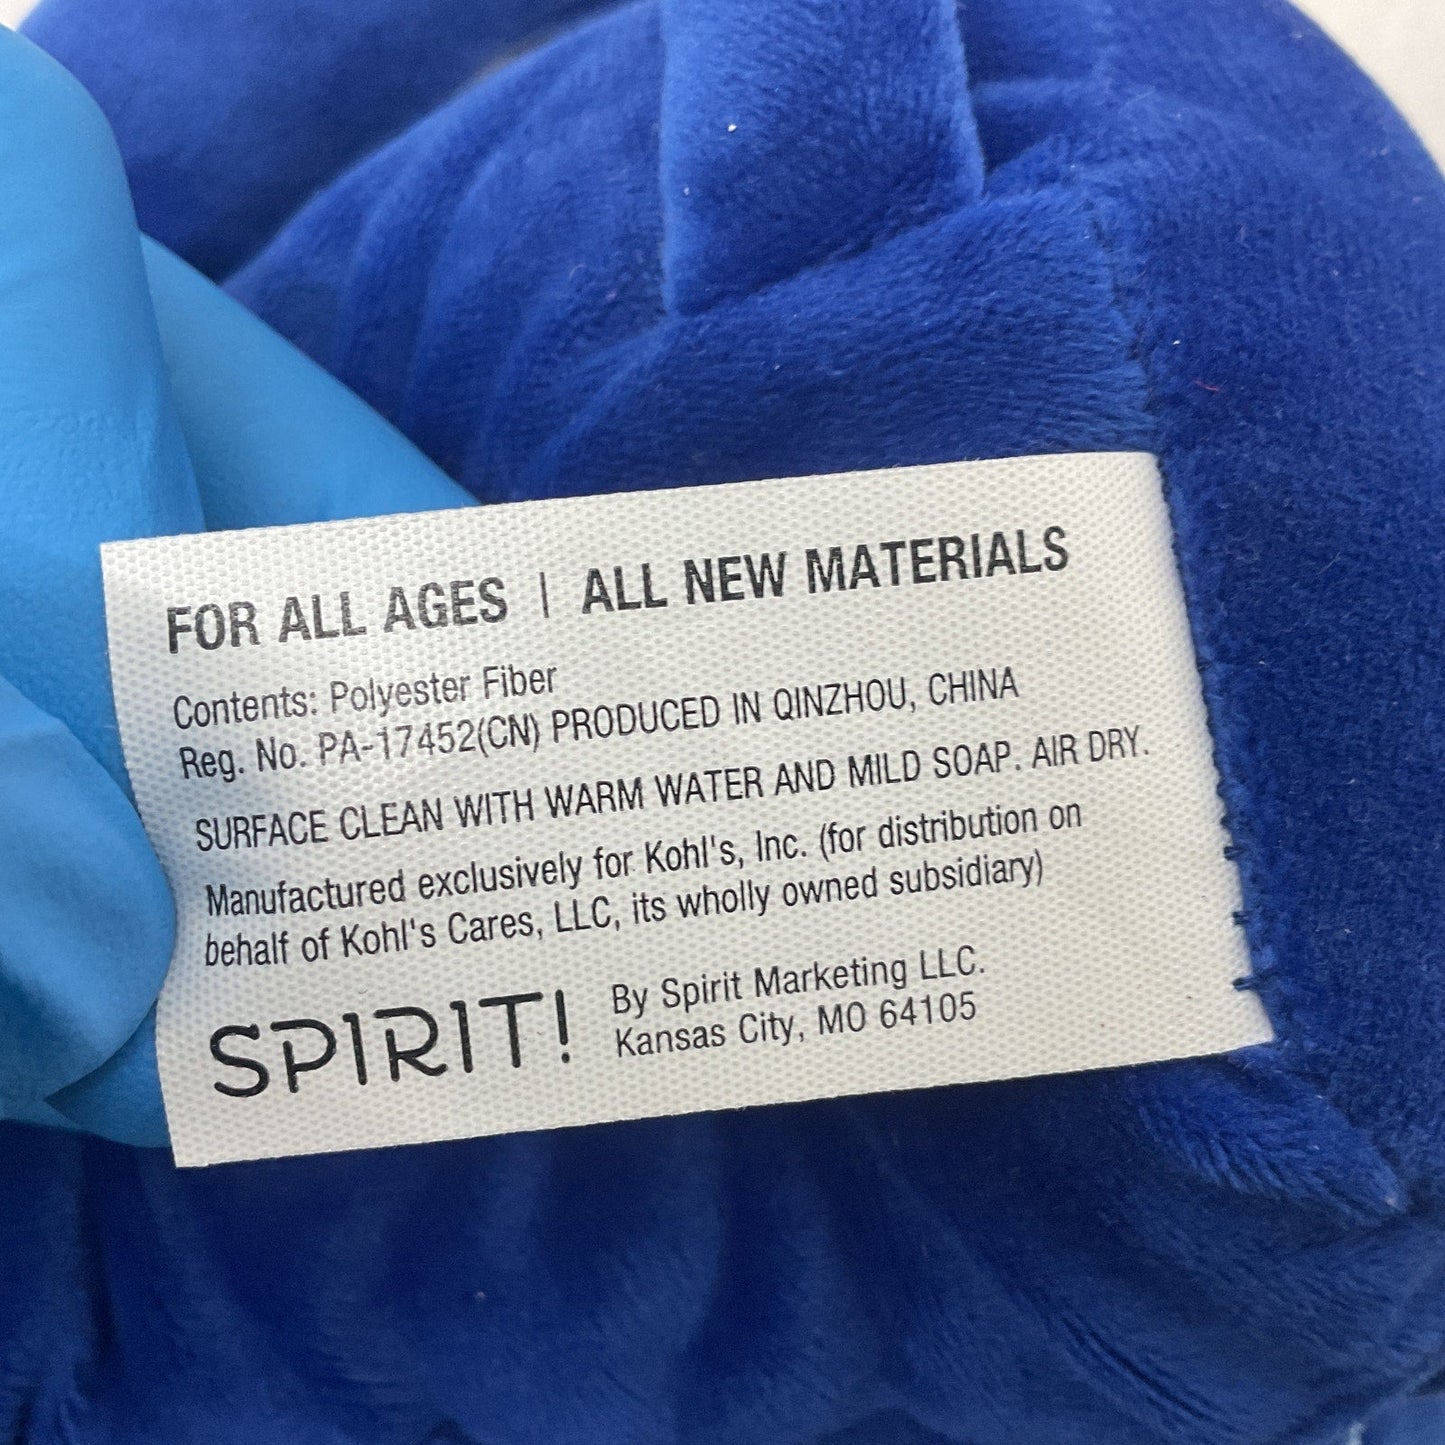 FOR ALL AGES | ALL NEW MATERIALS
Contents: Polyester Fiber
Reg. No. PA-17452(CN) PRODUCED IN QINZHOU, CHINA
SURFACE CLEAN WITH WARM WATER AND MILD SOAP. AIR DRY.
Manufactured exclusively for Kohl's, Inc. (for distribution on
behalf of Kohl's Cares, LLC, its wholly owned subsidiary)
SPIRIT!
By Spirit Marketing LLC.
Kansas City, MO 64105